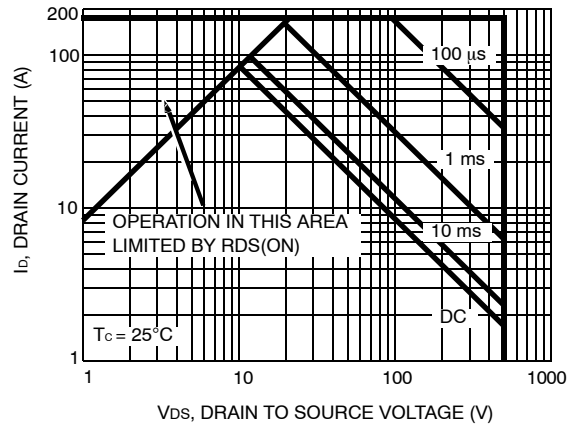 200
100
100 µs
1 ms
10
OPERATION IN THIS AREA
LIMITED BY RDS(ON)
10 ms
DC
TC = 25°C
1
1
10
100
1000
ID, DRAIN CURRENT (A)
VDS, DRAIN TO SOURCE VOLTAGE (V)